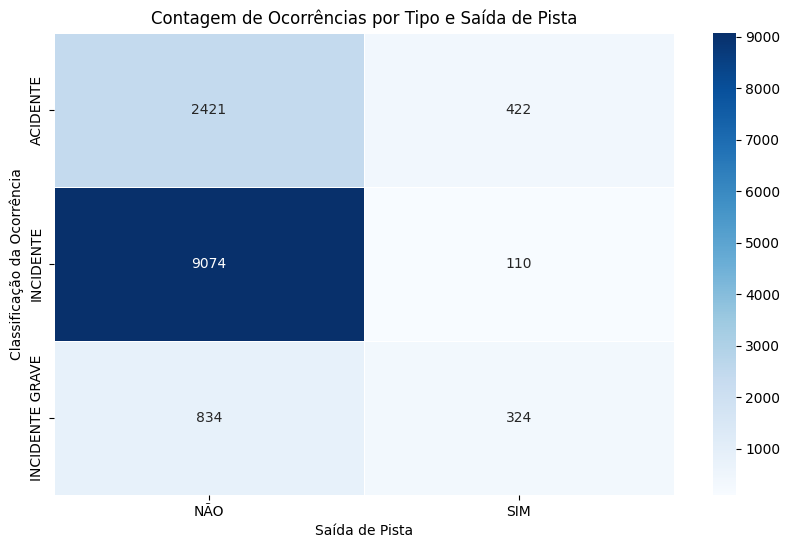 Contagem de Ocorrências por Tipo e Saída de Pista
Classificação da Ocorrência
ACIDENTE
2421
422
INCIDENTE
9074
110
INCIDENTE GRAVE
834
324
NÃO
SIM
Saída de Pista
9000
8000
7000
6000
5000
4000
3000
2000
1000